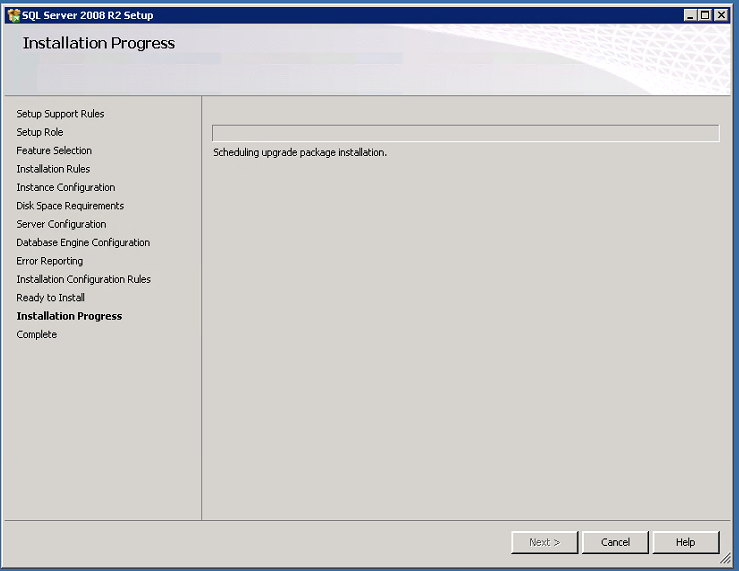 SQL Server 2008 R2 Setup
Installation Progress
Setup Support Rules
Setup Role
Feature Selection
Installation Rules
Instance Configuration
Disk Space Requirements
Server Configuration
Database Engine Configuration
Error Reporting
Installation Configuration Rules
Ready to Install
Installation Progress
Complete
Scheduling upgrade package installation.
Next >
Cancel
Help